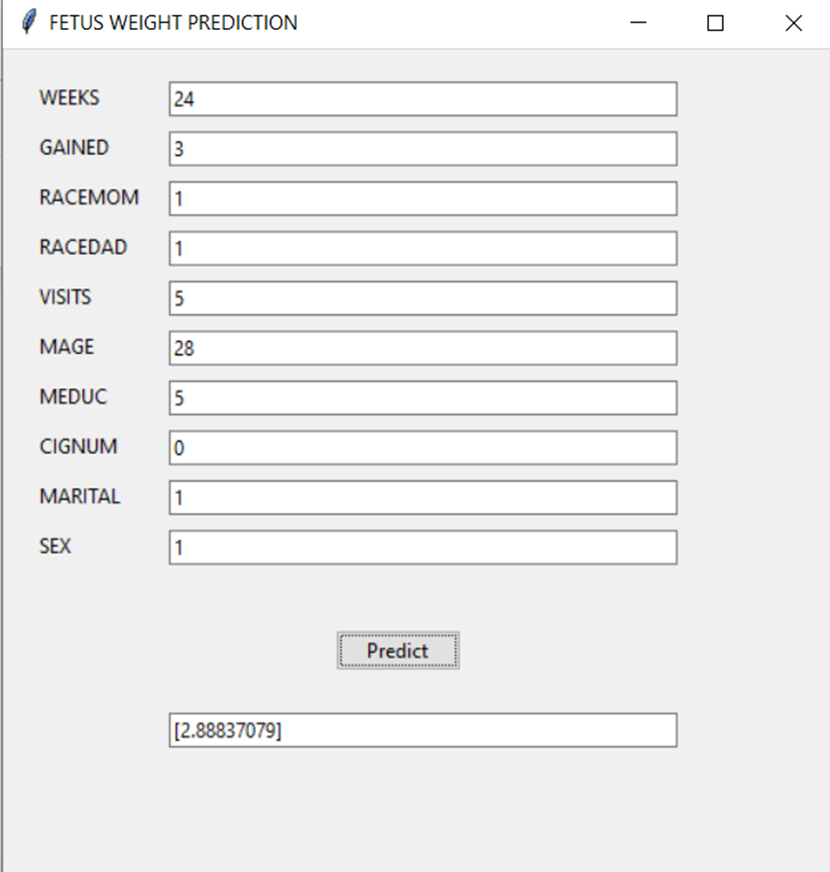 FETUS WEIGHT PREDICTION
WEEKS 24
GAINED 3
RACEMOM 1
RACEDAD 1
VISITS 5
MAGE 28
MEDUC 5
CIGNUM 0
MARITAL 1
SEX 1
Predict
[2.88837079]